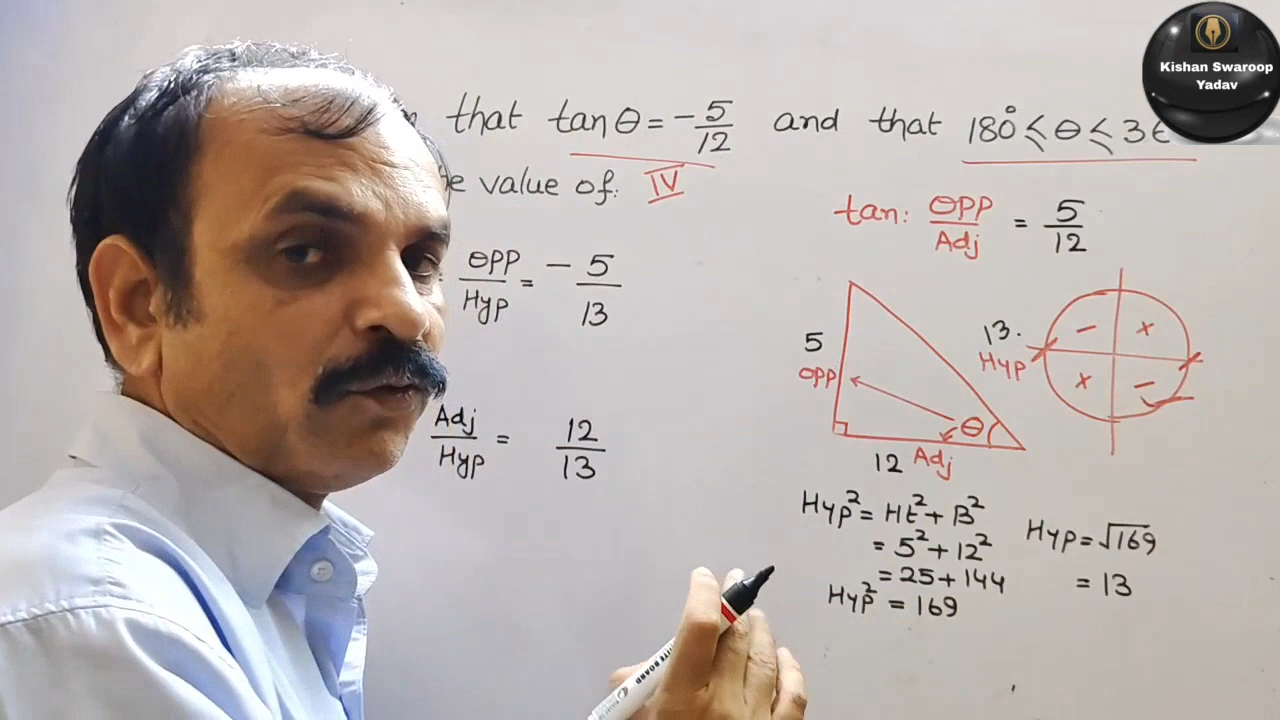 that tan θ = - 5/12 and that 180° ≤ θ ≤ 3
value of: IV
Opp/Hyp = - 5/13
Adj/Hyp = 12/13
tan: Opp/Adj = 5/12
5
Opp
13.
Hyp
θ
12 Adj
- +
+ -
Hyp² = Ht² + B²
= 5² + 12²
= 25 + 144
Hyp² = 169
Hyp = √169
= 13
Kishan Swaroop
Yadav